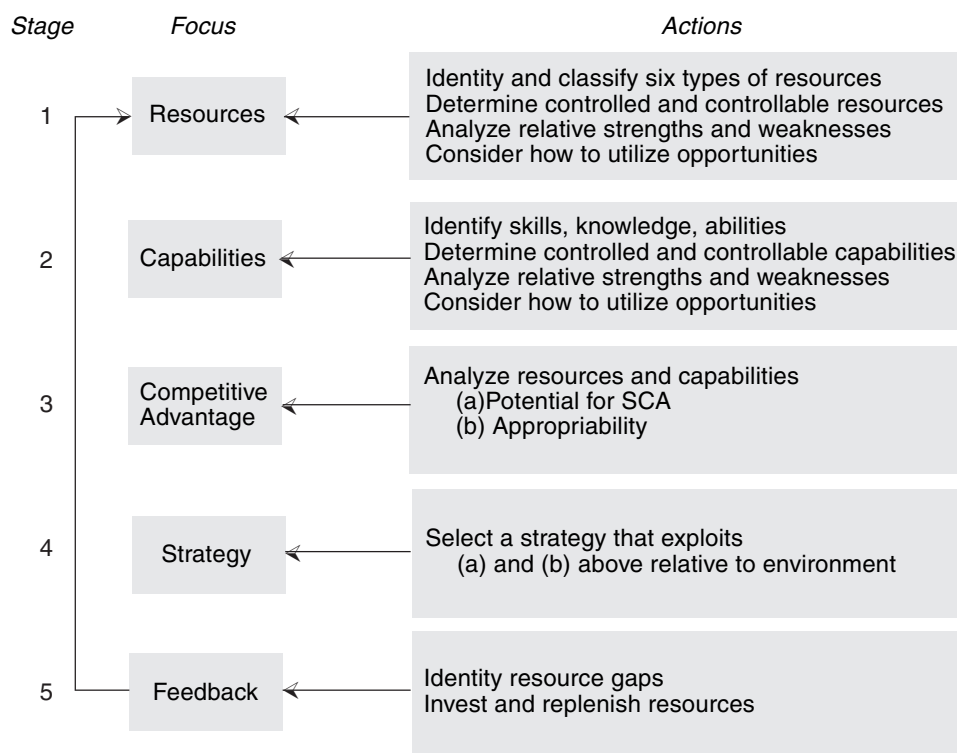 Stage Focus Actions
1
Resources
Identity and classify six types of resources
Determine controlled and controllable resources
Analyze relative strengths and weaknesses
Consider how to utilize opportunities
2
Capabilities
Identify skills, knowledge, abilities
Determine controlled and controllable capabilities
Analyze relative strengths and weaknesses
Consider how to utilize opportunities
3
Competitive
Advantage
Analyze resources and capabilities
(a)Potential for SCA
(b) Appropriability
4
Strategy
Select a strategy that exploits
(a) and (b) above relative to environment
5
Feedback
Identity resource gaps
Invest and replenish resources